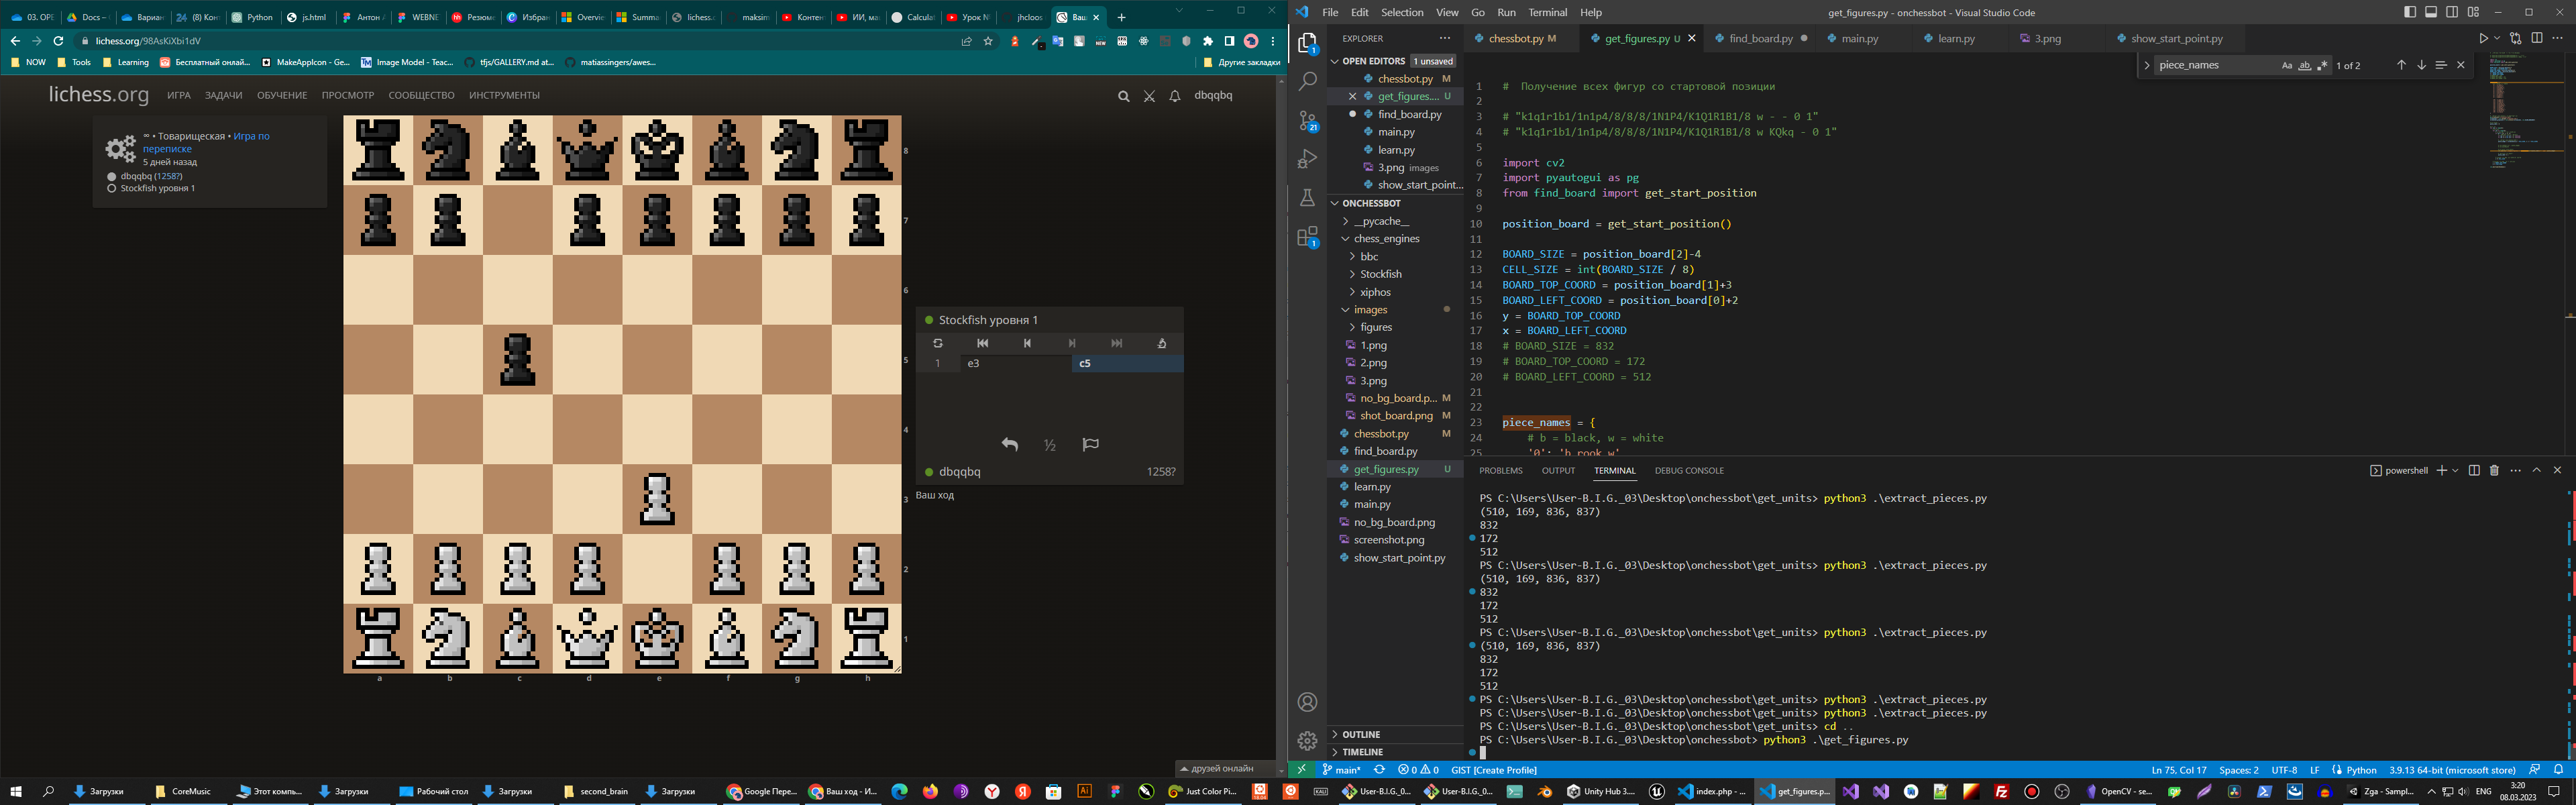 03. OPE
Docs –
Вариан
(8) Кон
Python
js.html
Антон
WEBNE
Резюме
Избран
Overvie
Summa
lichess.c
maksim
Контен
ИИ, ма
Calculat
Урок №
jhcloos
Ваш
lichess.org/98AsKiXbi1dV
NOW
Tools
Learning
Бесплатный онлай...
MakeAppIcon - Ge...
Image Model - Teac...
tfjs/GALLERY.md at...
matiassingers/awes...
Другие закладки
lichess.org
ИГРА ЗАДАЧИ ОБУЧЕНИЕ ПРОСМОТР СООБЩЕСТВО ИНСТРУМЕНТЫ
dbqqbq
∞ • Товарищеская • Игра по
переписке
5 дней назад
dbqqbq (1258?)
Stockfish уровня 1
8
7
6
5
4
3
2
1
a b c d e f g h
Stockfish уровня 1
1 e3 c5
½
dbqqbq 1258?
Ваш ход
друзей онлайн
File Edit Selection View Go Run Terminal Help
get_figures.py - onchessbot - Visual Studio Code
EXPLORER
OPEN EDITORS 1 unsaved
chessbot.py M
get_figures.... U
find_board.py
main.py
learn.py
3.png images
show_start_point...
ONCHESSBOT
__pycache__
chess_engines
bbc
Stockfish
xiphos
images
figures
1.png
2.png
3.png
no_bg_board.p... M
shot_board.png M
chessbot.py M
find_board.py
get_figures.py U
learn.py
main.py
no_bg_board.png
screenshot.png
show_start_point.py
OUTLINE
TIMELINE
chessbot.py M
get_figures.py U
find_board.py
main.py
learn.py
3.png
show_start_point.py
piece_names
Aa
ab
1 of 2
1 # Получение всех фигур со стартовой позиции
2
3 # "k1q1r1b1/1n1p4/8/8/8/1N1P4/K1Q1R1B1/8 w - - 0 1"
4 # "k1q1r1b1/1n1p4/8/8/8/1N1P4/K1Q1R1B1/8 w KQkq - 0 1"
5
6 import cv2
7 import pyautogui as pg
8 from find_board import get_start_position
9
10 position_board = get_start_position()
11
12 BOARD_SIZE = position_board[2]-4
13 CELL_SIZE = int(BOARD_SIZE / 8)
14 BOARD_TOP_COORD = position_board[1]+3
15 BOARD_LEFT_COORD = position_board[0]+2
16 y = BOARD_TOP_COORD
17 x = BOARD_LEFT_COORD
18 # BOARD_SIZE = 832
19 # BOARD_TOP_COORD = 172
20 # BOARD_LEFT_COORD = 512
21
22
23 piece_names = {
24 # b = black, w = white
25 '0': 'b_rook_w'
PROBLEMS OUTPUT TERMINAL DEBUG CONSOLE
powershell
PS C:\Users\User-B.I.G._03\Desktop\onchessbot\get_units> python3 .\extract_pieces.py
(510, 169, 836, 837)
832
172
512
PS C:\Users\User-B.I.G._03\Desktop\onchessbot\get_units> python3 .\extract_pieces.py
(510, 169, 836, 837)
832
172
512
PS C:\Users\User-B.I.G._03\Desktop\onchessbot\get_units> python3 .\extract_pieces.py
(510, 169, 836, 837)
832
172
512
PS C:\Users\User-B.I.G._03\Desktop\onchessbot\get_units> python3 .\extract_pieces.py
PS C:\Users\User-B.I.G._03\Desktop\onchessbot\get_units> python3 .\extract_pieces.py
PS C:\Users\User-B.I.G._03\Desktop\onchessbot\get_units> cd ..
PS C:\Users\User-B.I.G._03\Desktop\onchessbot> python3 .\get_figures.py
main*
0 0
GIST [Create Profile]
Ln 75, Col 17
Spaces: 2
UTF-8
LF
Python
3.9.13 64-bit (microsoft store)
Загрузки
CoreMusic
Этот компь...
Загрузки
Рабочий стол
Загрузки
second_brain
Загрузки
Google Пере...
Ваш ход - И...
Just Color Pi...
User-B.I.G._0...
User-B.I.G._0...
Unity Hub 3....
index.php - ...
get_figures.p...
OpenCV - se...
Zga - Sampl...
ENG
3:20
08.03.2023